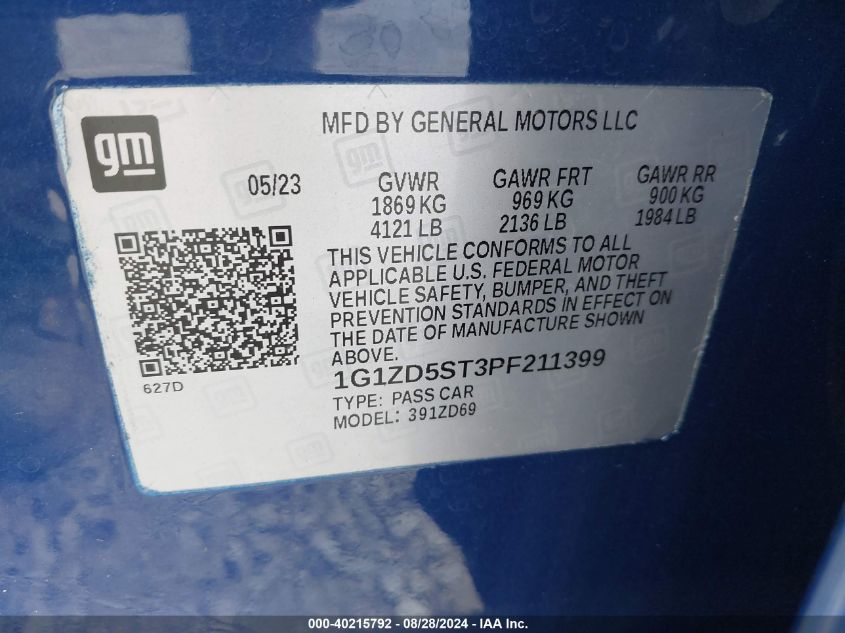 gm
MFD BY GENERAL MOTORS LLC
05/23
GVWR
1869 KG
4121 LB
GAWR FRT
969 KG
2136 LB
GAWR RR
900 KG
1984 LB
THIS VEHICLE CONFORMS TO ALL
APPLICABLE U.S. FEDERAL MOTOR
VEHICLE SAFETY, BUMPER, AND THEFT
PREVENTION STANDARDS IN EFFECT ON
THE DATE OF MANUFACTURE SHOWN
ABOVE.
627D
1G1ZD5ST3PF211399
TYPE: PASS CAR
MODEL: 391ZD69
000-40215792 - 08/28/2024 - IAA, Inc.